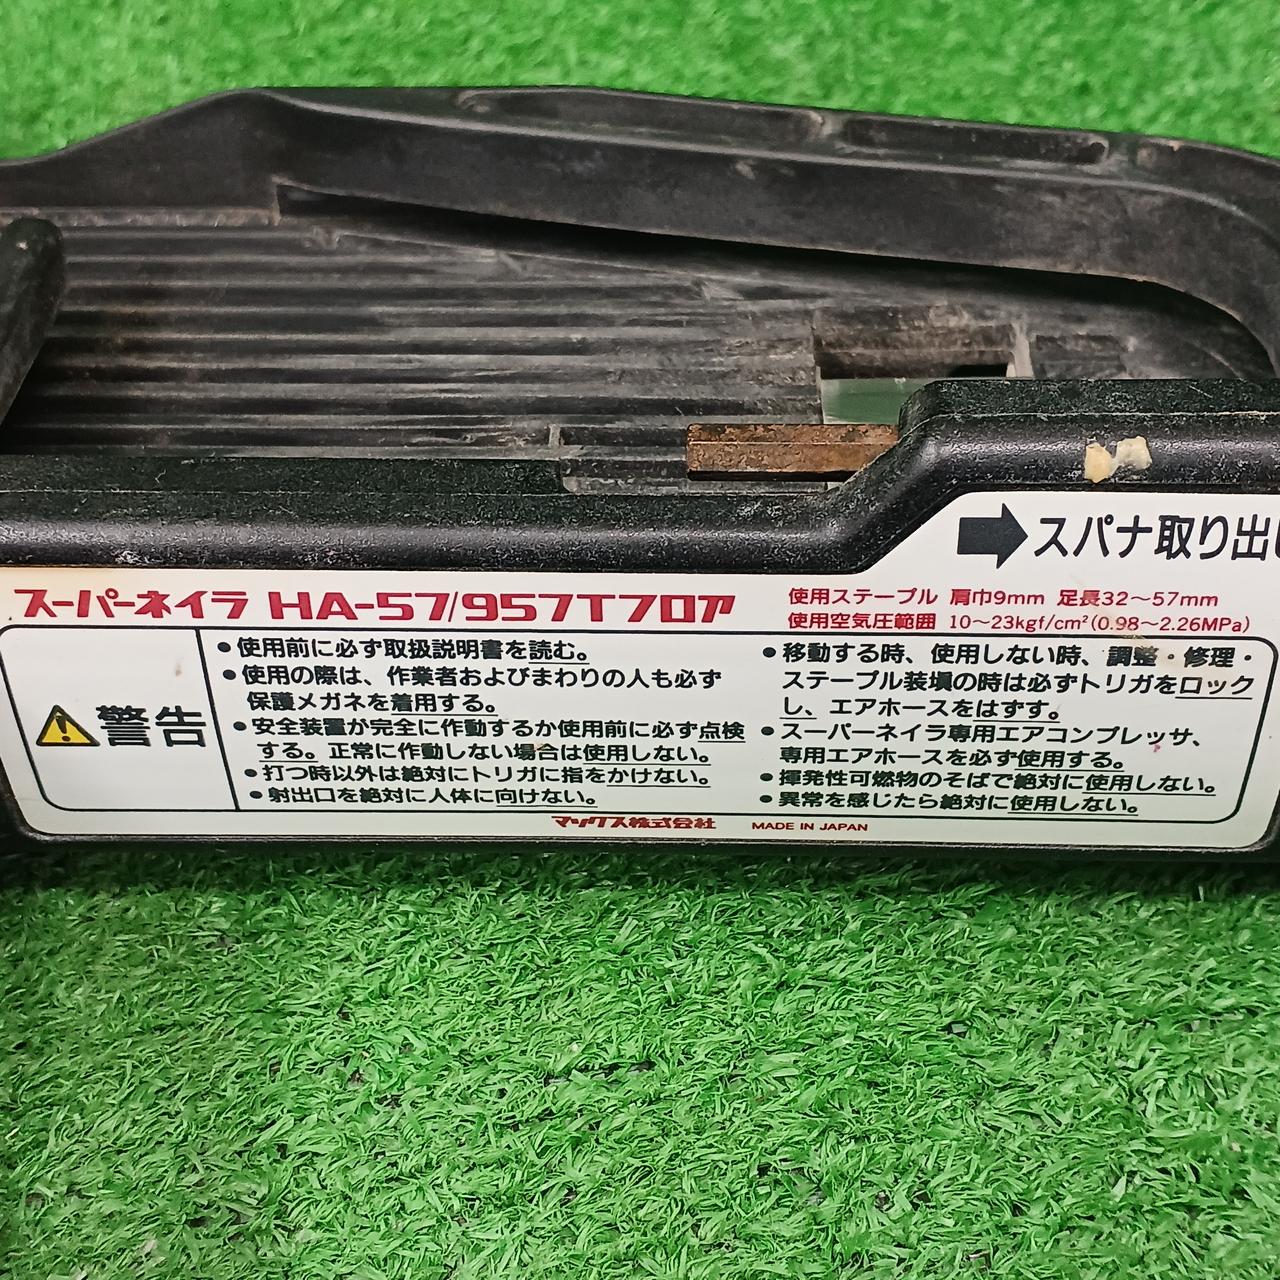 スパナ取り出し
スーパーネイラ HA-57/957Tフロア
使用ステープル 肩巾9mm 足長32～57mm
使用空気圧範囲 10～23kgf/cm²(0.98～2.26MPa)
警告
●使用前に必ず取扱説明書を読む。
●使用の際は、作業者およびまわりの人も必ず
保護メガネを着用する。
●安全装置が完全に作動するか使用前に必ず点検
する。正常に作動しない場合は使用しない。
●打つ時以外は絶対にトリガに指をかけない。
●射出口を絶対に人体に向けない。
●移動する時、使用しない時、調整・修理・
ステープル装填の時は必ずトリガをロック
し、エアホースをはずす。
●スーパーネイラ専用エアコンプレッサ、
専用エアホースを必ず使用する。
●揮発性可燃物のそばで絶対に使用しない。
●異常を感じたら絶対に使用しない。
マックス株式会社 MADE IN JAPAN